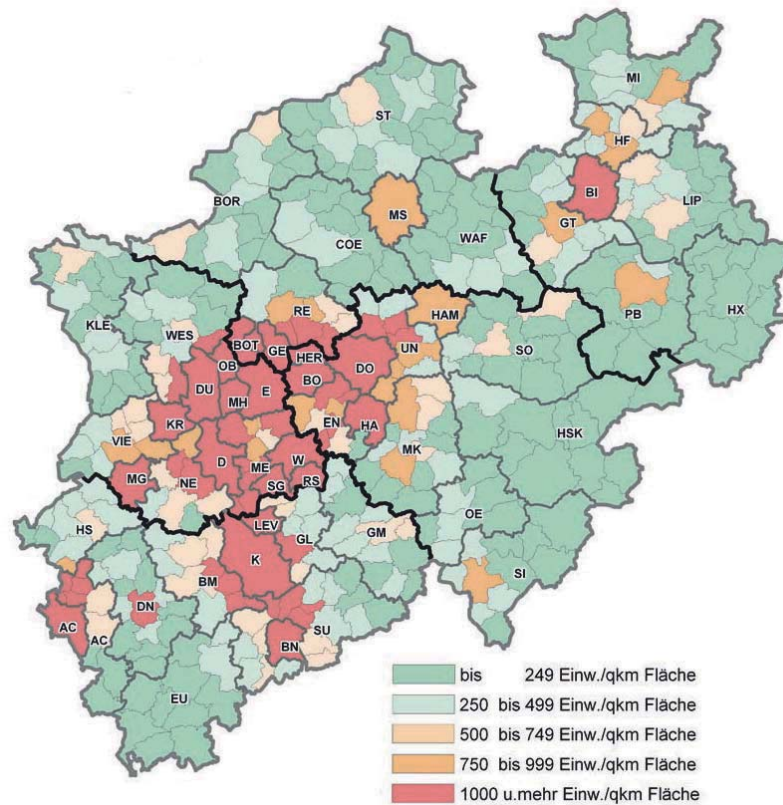 MI
ST
HF
BI
LIP
BOR
MS
GT
COE
WAF
PB
HX
KLE
WES
RE
HAM
BOT
GE
UN
SO
OB
HER
DO
DU
BO
E
MH
KR
EN
HA
HSK
VIE
MK
D
ME
W
MG
NE
SG
RS
OE
HS
LEV
GL
GM
K
SI
BM
DN
AC
AC
SU
BN
EU
bis 249 Einw./qkm Fläche
250 bis 499 Einw./qkm Fläche
500 bis 749 Einw./qkm Fläche
750 bis 999 Einw./qkm Fläche
1000 u.mehr Einw./qkm Fläche